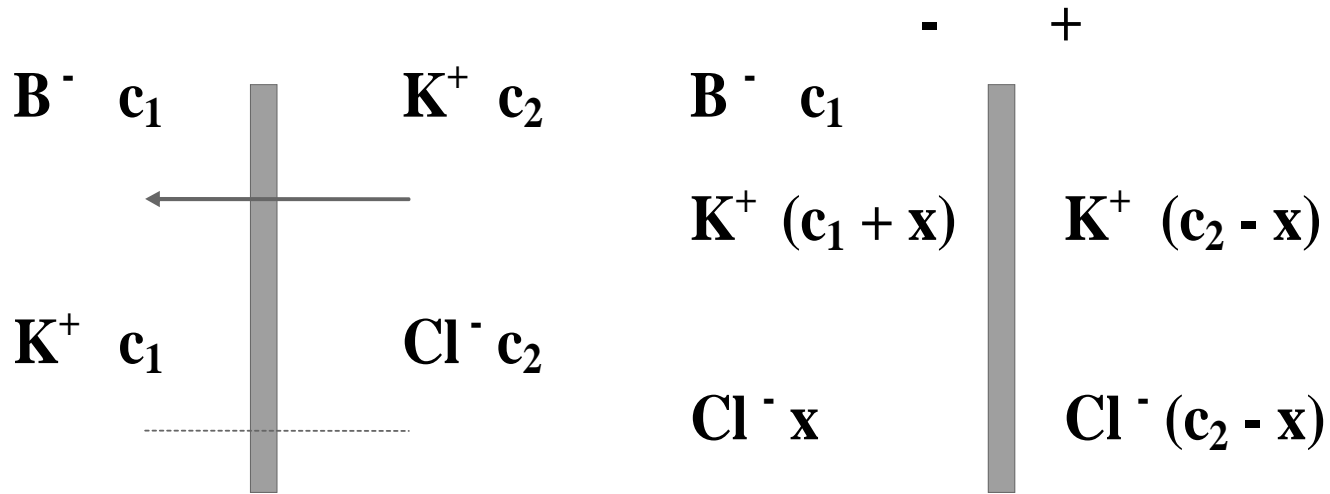 B⁻ c₁ K⁺ c₂
K⁺ c₁ Cl⁻ c₂
- +
B⁻ c₁
K⁺ (c₁ + x) K⁺ (c₂ - x)
Cl⁻ x Cl⁻ (c₂ - x)